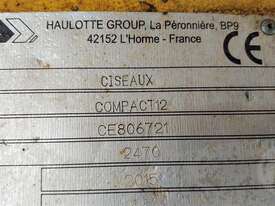 HAULOTTE GROUP, La Péronnière, BP9
42152 L'Horme - France
CE
CISEAUX
COMPACT12
CE806721
2470
2015